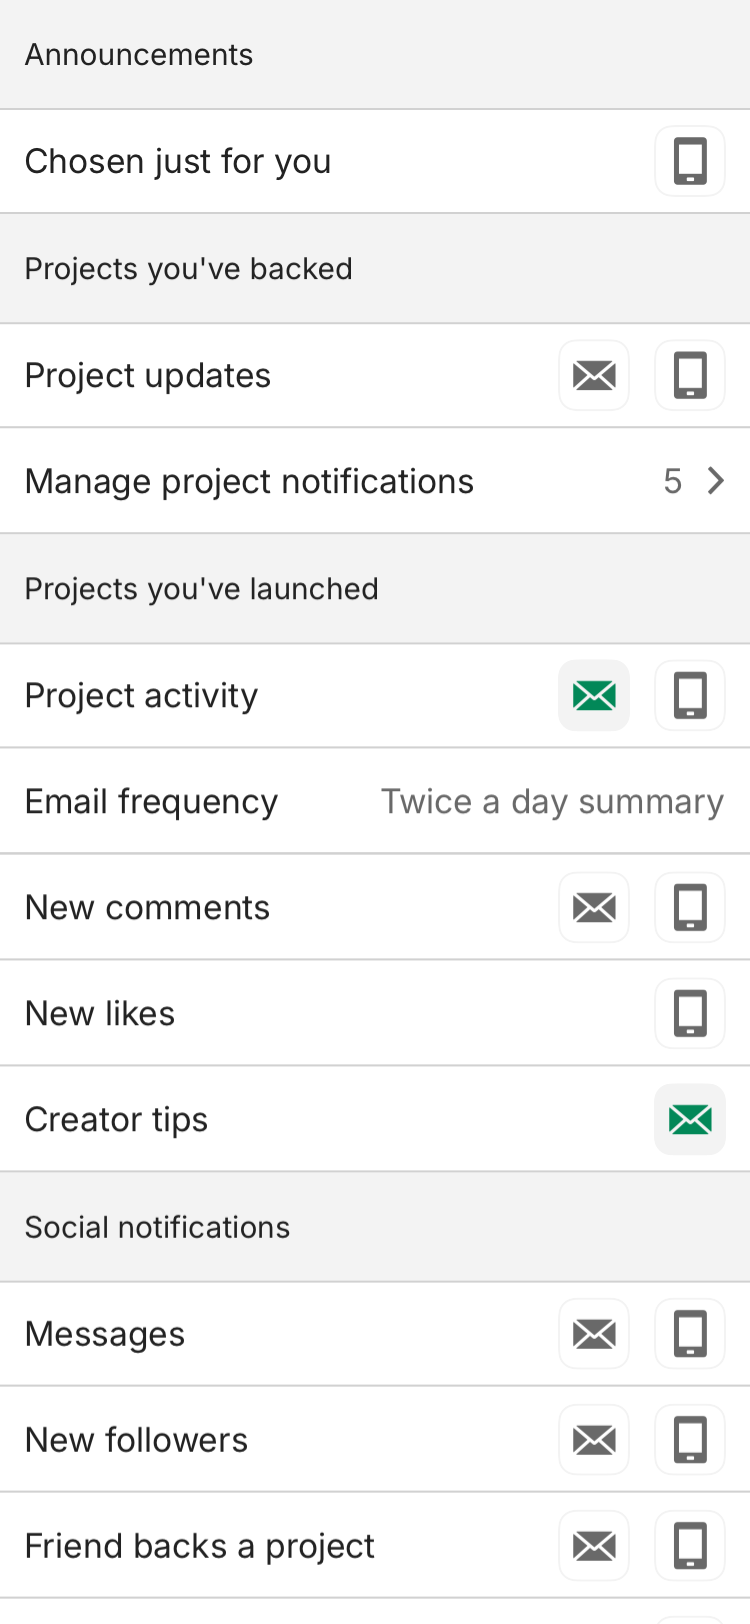 Announcements
Chosen just for you
Projects you've backed
Project updates
Manage project notifications 5
Projects you've launched
Project activity
Email frequency Twice a day summary
New comments
New likes
Creator tips
Social notifications
Messages
New followers
Friend backs a project